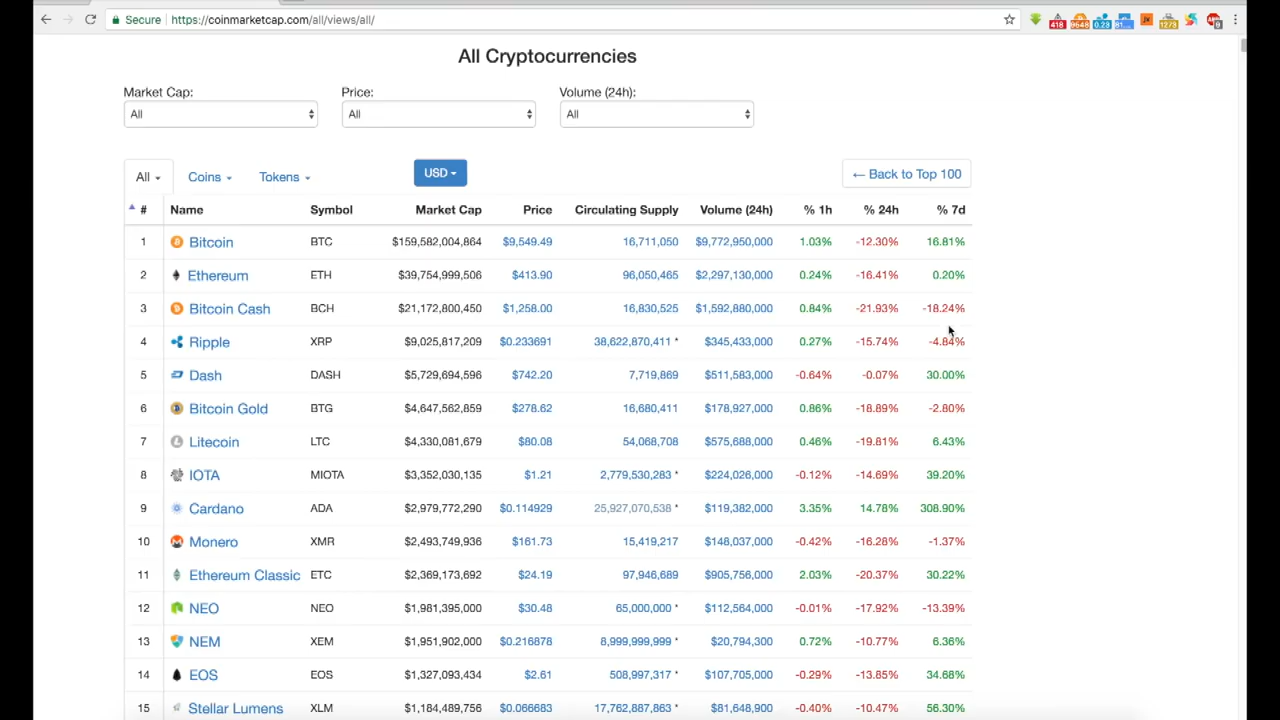 Secure https://coinmarketcap.com/all/views/all/ 418 9548 0.23 81... JX 1273 9
All Cryptocurrencies
Market Cap: Price: Volume (24h):
All All All
All Coins Tokens USD ← Back to Top 100
# Name Symbol Market Cap Price Circulating Supply Volume (24h) % 1h % 24h % 7d
1 Bitcoin BTC $159,582,004,864 $9,549.49 16,711,050 $9,772,950,000 1.03% -12.30% 16.81%
2 Ethereum ETH $39,754,999,506 $413.90 96,050,465 $2,297,130,000 0.24% -16.41% 0.20%
3 Bitcoin Cash BCH $21,172,800,450 $1,258.00 16,830,525 $1,592,880,000 0.84% -21.93% -18.24%
4 Ripple XRP $9,025,817,209 $0.233691 38,622,870,411 * $345,433,000 0.27% -15.74% -4.84%
5 Dash DASH $5,729,694,596 $742.20 7,719,869 $511,583,000 -0.64% -0.07% 30.00%
6 Bitcoin Gold BTG $4,647,562,859 $278.62 16,680,411 $178,927,000 0.86% -18.89% -2.80%
7 Litecoin LTC $4,330,081,679 $80.08 54,068,708 $575,688,000 0.46% -19.81% 6.43%
8 IOTA MIOTA $3,352,030,135 $1.21 2,779,530,283 * $224,026,000 -0.12% -14.69% 39.20%
9 Cardano ADA $2,979,772,290 $0.114929 25,927,070,538 * $119,382,000 3.35% 14.78% 308.90%
10 Monero XMR $2,493,749,936 $161.73 15,419,217 $148,037,000 -0.42% -16.28% -1.37%
11 Ethereum Classic ETC $2,369,173,692 $24.19 97,946,689 $905,756,000 2.03% -20.37% 30.22%
12 NEO NEO $1,981,395,000 $30.48 65,000,000 * $112,564,000 -0.01% -17.92% -13.39%
13 NEM XEM $1,951,902,000 $0.216878 8,999,999,999 * $20,794,300 0.72% -10.77% 6.36%
14 EOS EOS $1,327,093,434 $2.61 508,997,317 * $107,705,000 -0.29% -13.85% 34.68%
15 Stellar Lumens XLM $1,184,489,756 $0.066683 17,762,887,863 * $81,648,900 -0.40% -10.47% 56.30%